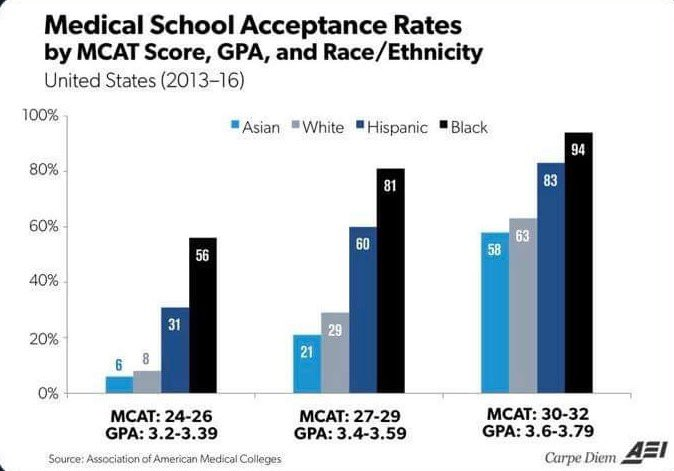 Medical School Acceptance Rates
by MCAT Score, GPA, and Race/Ethnicity
United States (2013–16)
100%
Asian White Hispanic Black
80%
60%
40%
20%
0%
6 8 31 56
21 29 60 81
58 63 83 94
MCAT: 24-26
GPA: 3.2-3.39
MCAT: 27-29
GPA: 3.4-3.59
MCAT: 30-32
GPA: 3.6-3.79
Source: Association of American Medical Colleges
Carpe Diem AEI